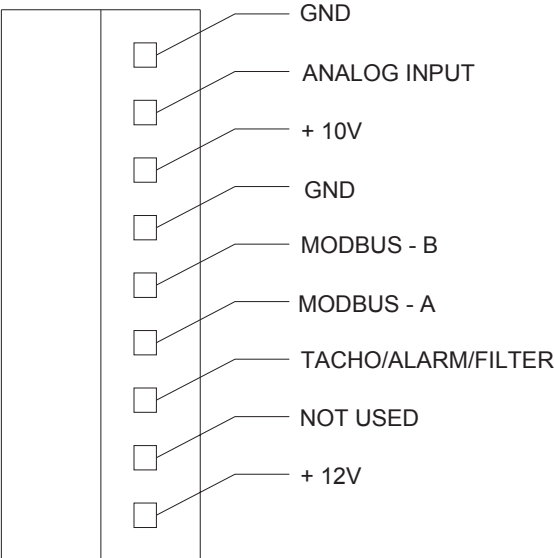 GND
ANALOG INPUT
+ 10V
GND
MODBUS - B
MODBUS - A
TACHO/ALARM/FILTER
NOT USED
+ 12V